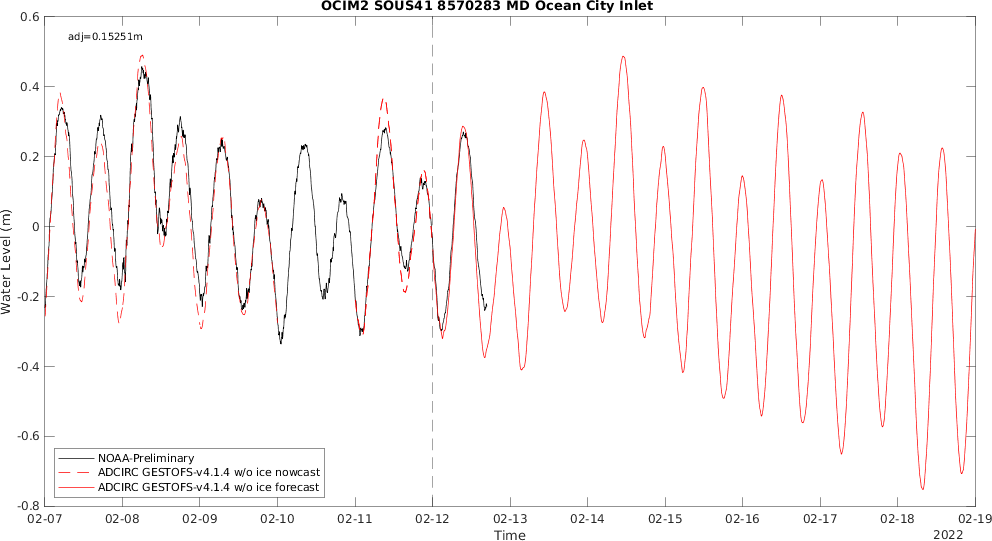 OCIM2 SOUS41 8570283 MD Ocean City Inlet
adj=0.15251m
0.6
0.4
0.2
0
-0.2
-0.4
-0.6
-0.8
Water Level (m)
NOAA-Preliminary
ADCIRC GESTOFS-v4.1.4 w/o ice nowcast
ADCIRC GESTOFS-v4.1.4 w/o ice forecast
02-07 02-08 02-09 02-10 02-11 02-12 02-13 02-14 02-15 02-16 02-17 02-18 02-19
Time
2022